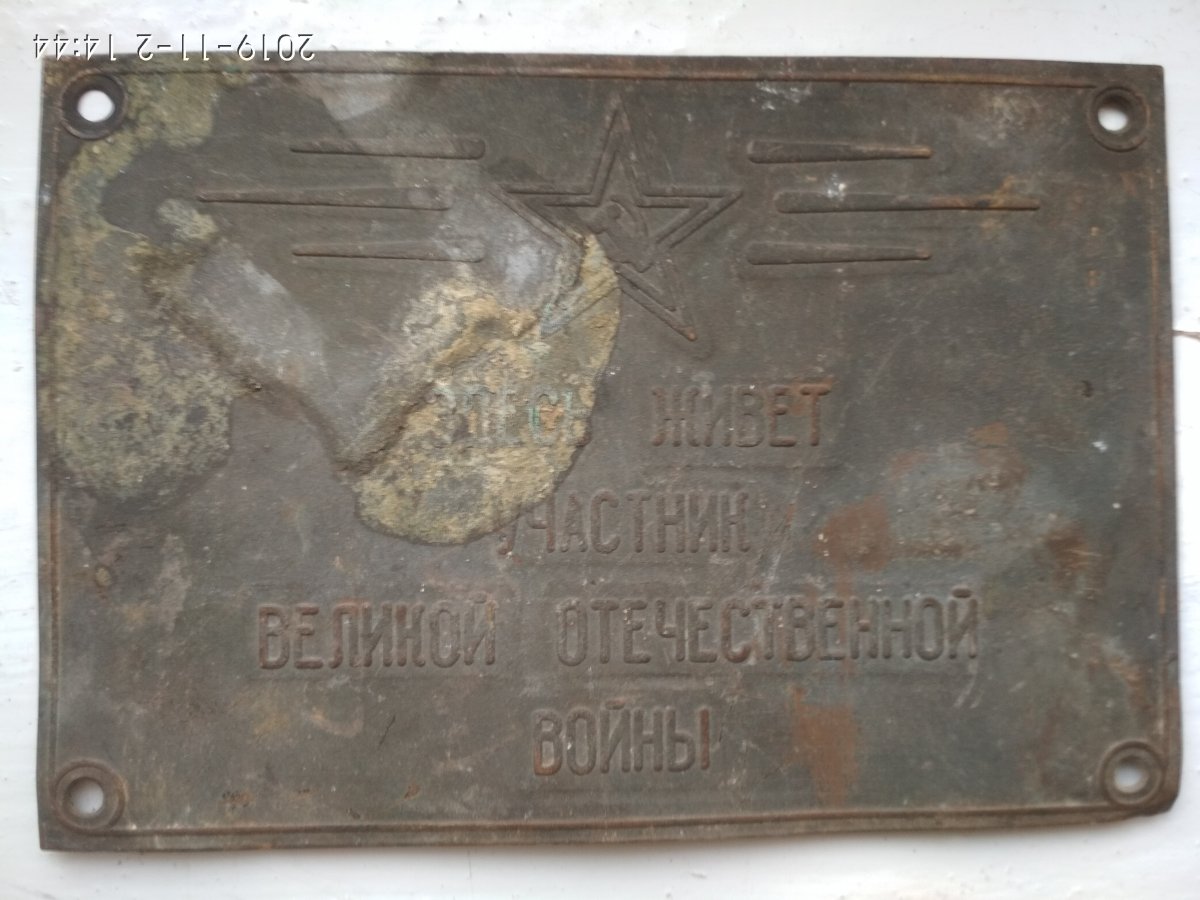 2019-11-2 14:44
ЗДЕСЬ ЖИВЕТ
УЧАСТНИК
ВЕЛИКОЙ ОТЕЧЕСТВЕННОЙ
ВОЙНЫ